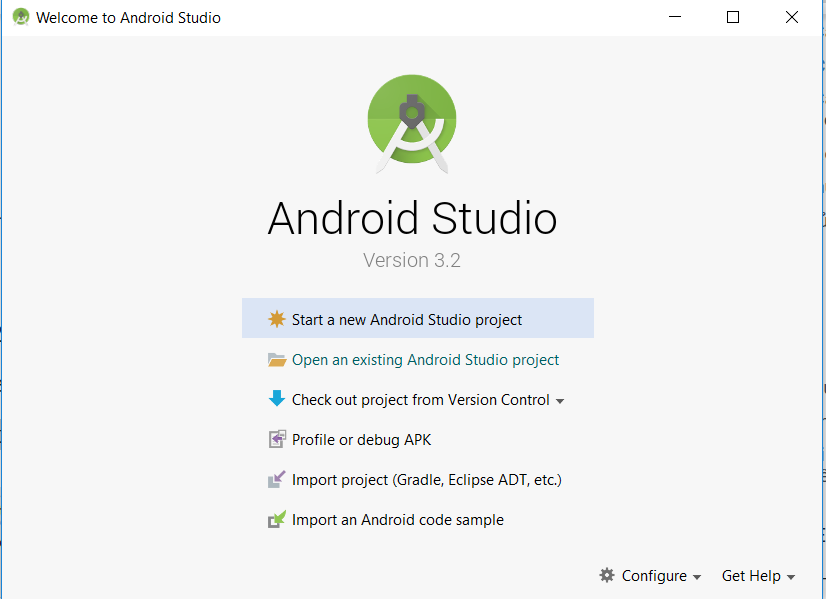 Welcome to Android Studio
Android Studio
Version 3.2
Start a new Android Studio project
Open an existing Android Studio project
Check out project from Version Control
Profile or debug APK
Import project (Gradle, Eclipse ADT, etc.)
Import an Android code sample
Configure Get Help